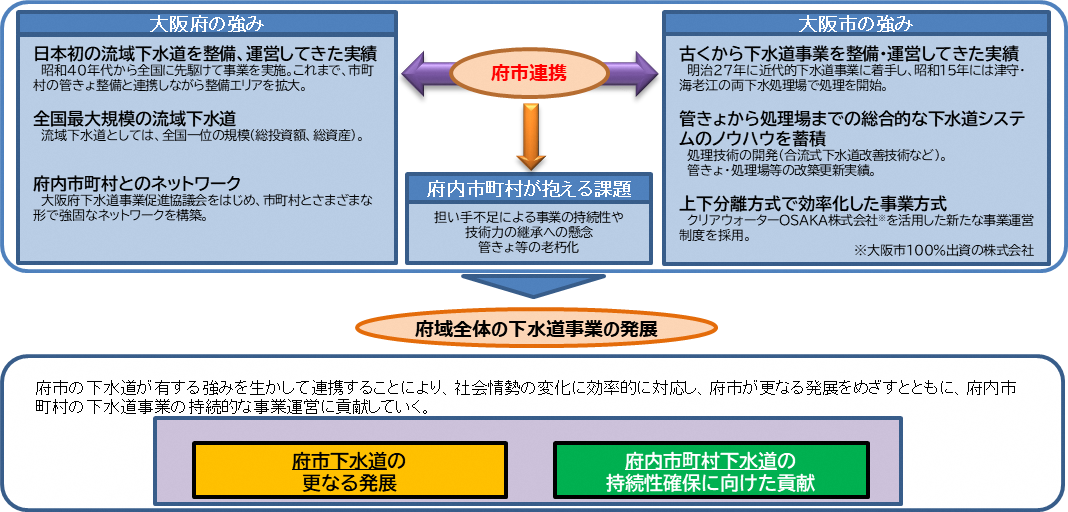 大阪府の強み
日本初の流域下水道を整備、運営してきた実績
昭和40年代から全国に先駆けて事業を実施。これまで、市町
村の管きょ整備と連携しながら整備エリアを拡大。
全国最大規模の流域下水道
流域下水道としては、全国一位の規模(総投資額、総資産)。
府内市町村とのネットワーク
大阪府下水道事業促進協議会をはじめ、市町村とさまざまな
形で強固なネットワークを構築。
府市連携
府内市町村が抱える課題
担い手不足による事業の持続性や
技術力の継承への懸念
管きょ等の老朽化
大阪市の強み
古くから下水道事業を整備・運営してきた実績
明治27年に近代的下水道事業に着手し、昭和15年には津守・
海老江の両下水処理場で処理を開始。
管きょから処理場までの総合的な下水道システ
ムのノウハウを蓄積
処理技術の開発(合流式下水道改善技術など)。
管きょ・処理場等の改築更新実績。
上下分離方式で効率化した事業方式
クリアウォーターOSAKA株式会社※を活用した新たな事業運営
制度を採用。
※大阪市100%出資の株式会社
府域全体の下水道事業の発展
府市の下水道が有する強みを生かして連携することにより、社会情勢の変化に効率的に対応し、府市が更なる発展をめざすとともに、府内市
町村の下水道事業の持続的な事業運営に貢献していく。
府市下水道の
更なる発展
府内市町村下水道の
持続性確保に向けた貢献